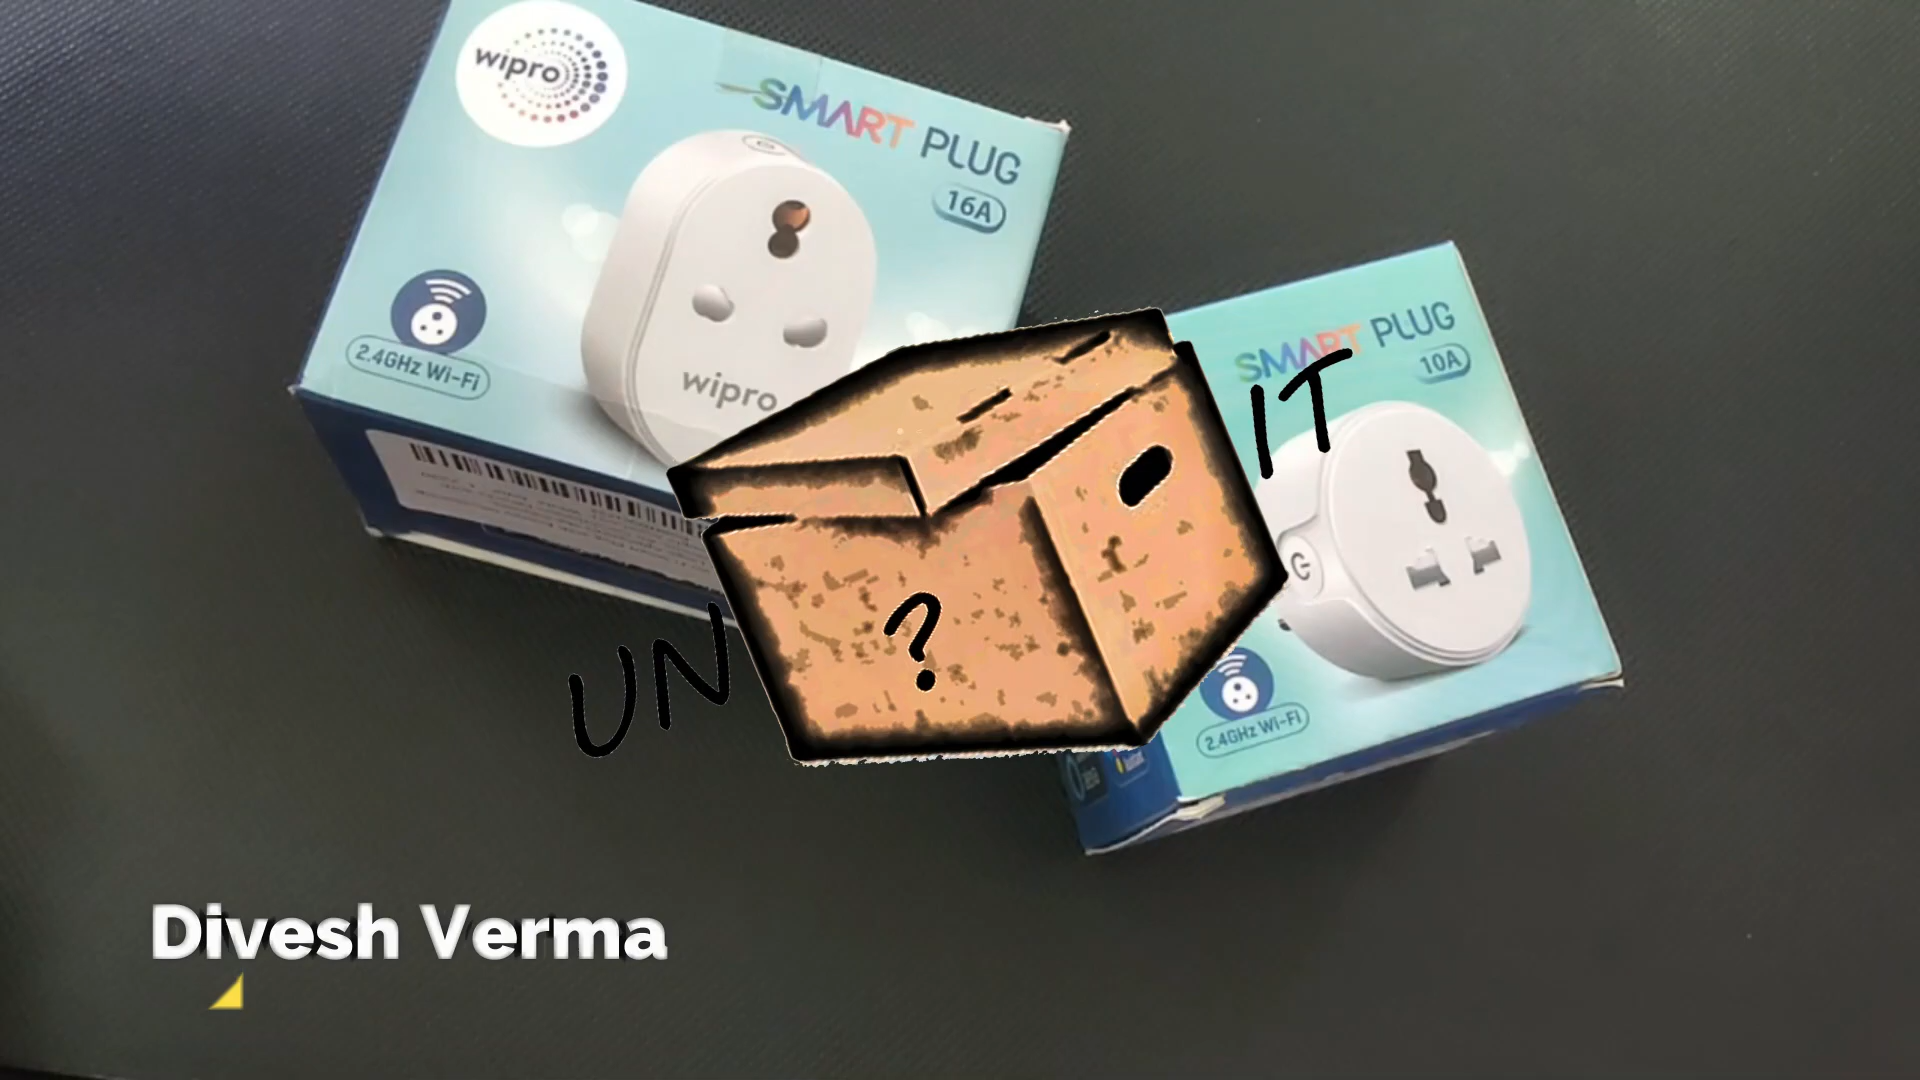 wipro
SMART PLUG
16A
2.4GHz Wi-Fi
wipro
SMART PLUG
10A
IT
?
UN
2.4GHz Wi-Fi
Divesh Verma